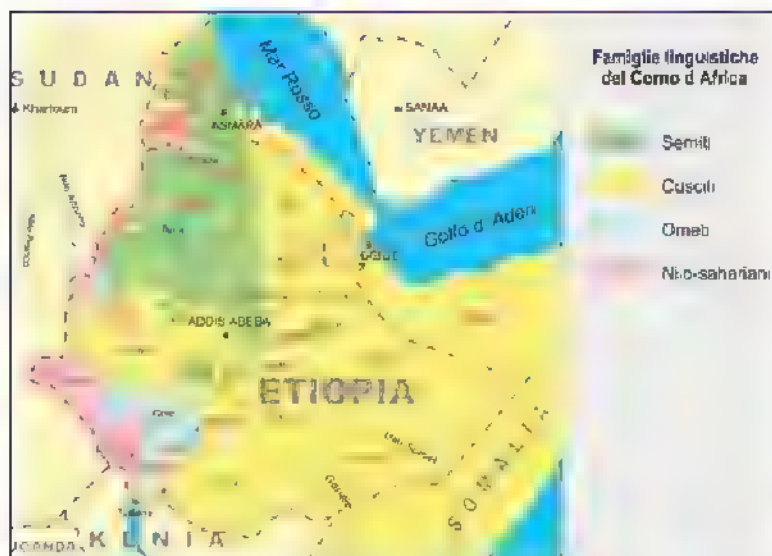 Famiglie linguistiche
del Corno d Africa
Semiti
Cusciti
Ometi
Nilo-sahariani
SUDAN
Khartoum
Mar Rosso
SANAA
YEMEN
ASMARA
Golfo d Aden
ADDIS ABEBA
ETIOPIA
SOMALIA
KENIA
UGANDA